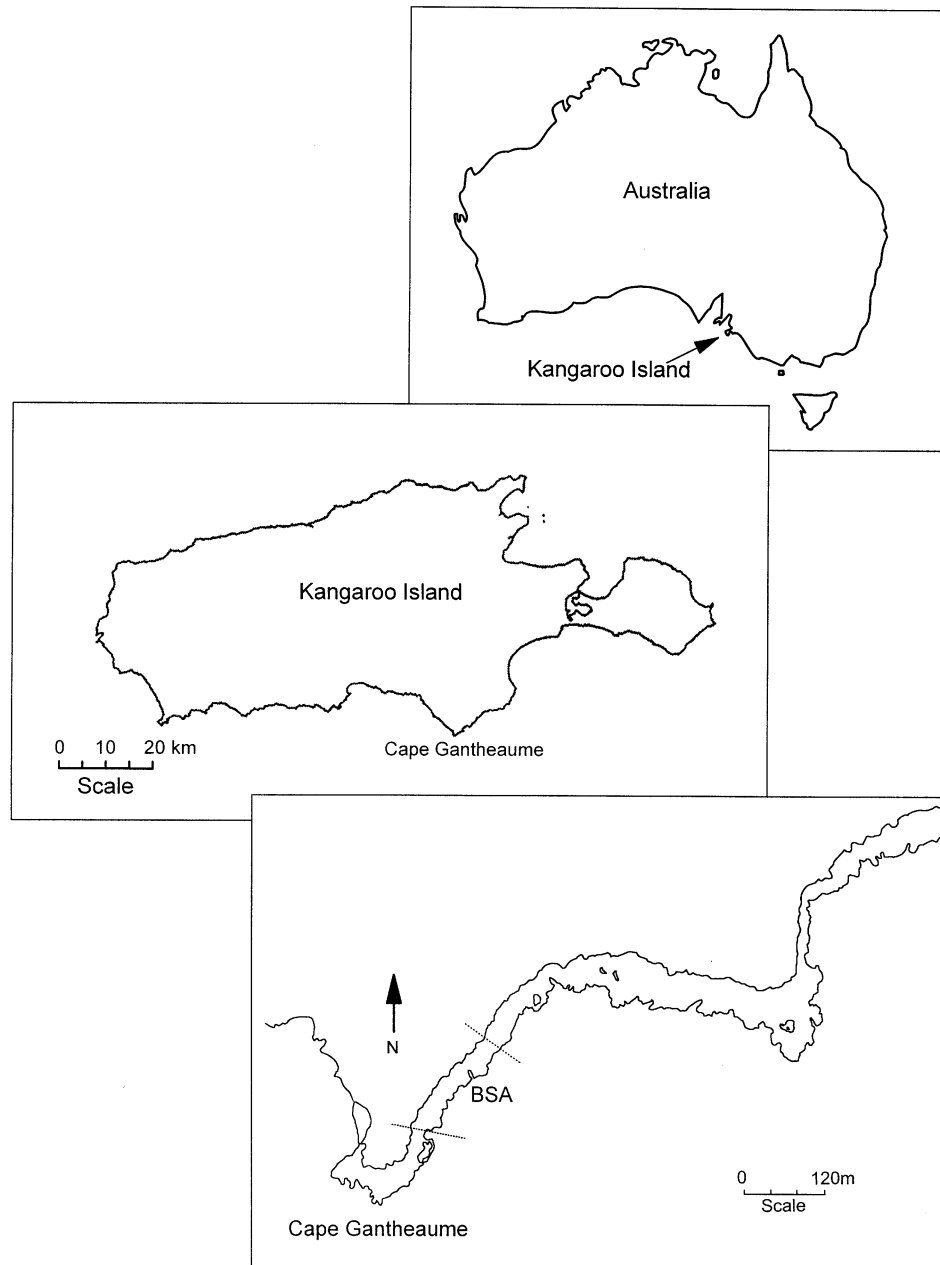 Australia
Kangaroo Island
Kangaroo Island
Cape Gantheaume
0 10 20 km
Scale
N
BSA
0 120m
Scale
Cape Gantheaume